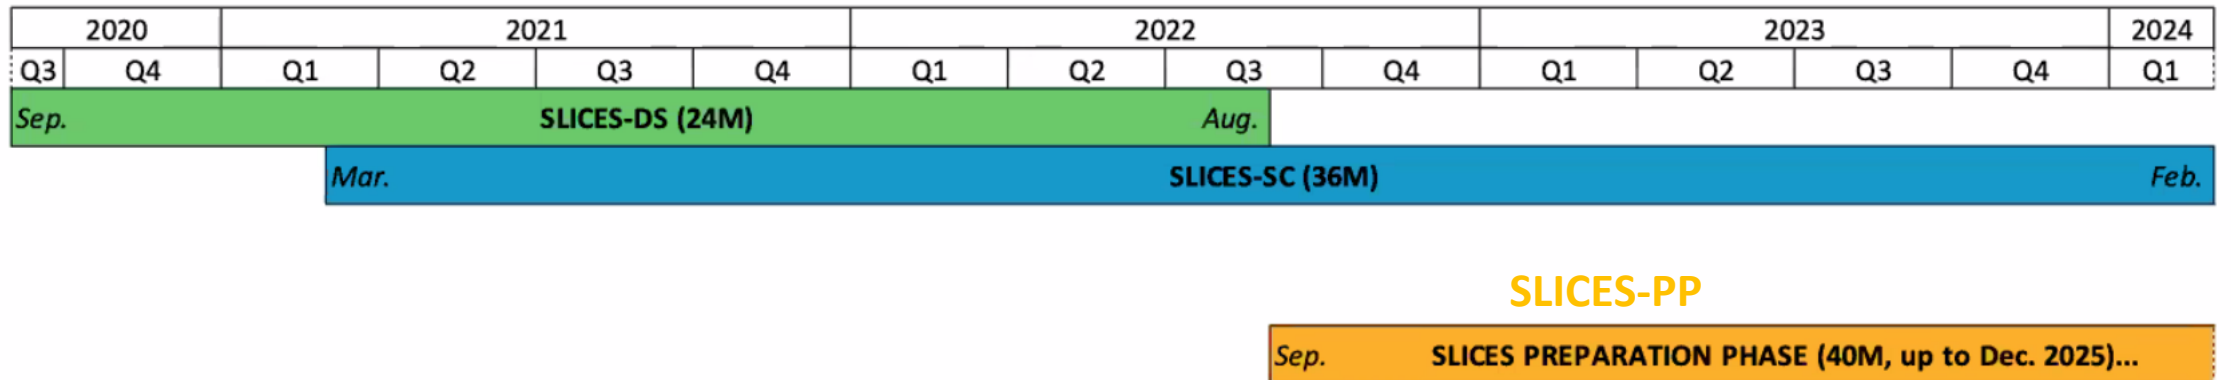 2020 2021 2022 2023 2024
Q3 Q4 Q1 Q2 Q3 Q4 Q1 Q2 Q3 Q4 Q1 Q2 Q3 Q4 Q1
Sep. SLICES-DS (24M) Aug.
Mar. SLICES-SC (36M) Feb.
SLICES-PP
Sep. SLICES PREPARATION PHASE (40M, up to Dec. 2025)...